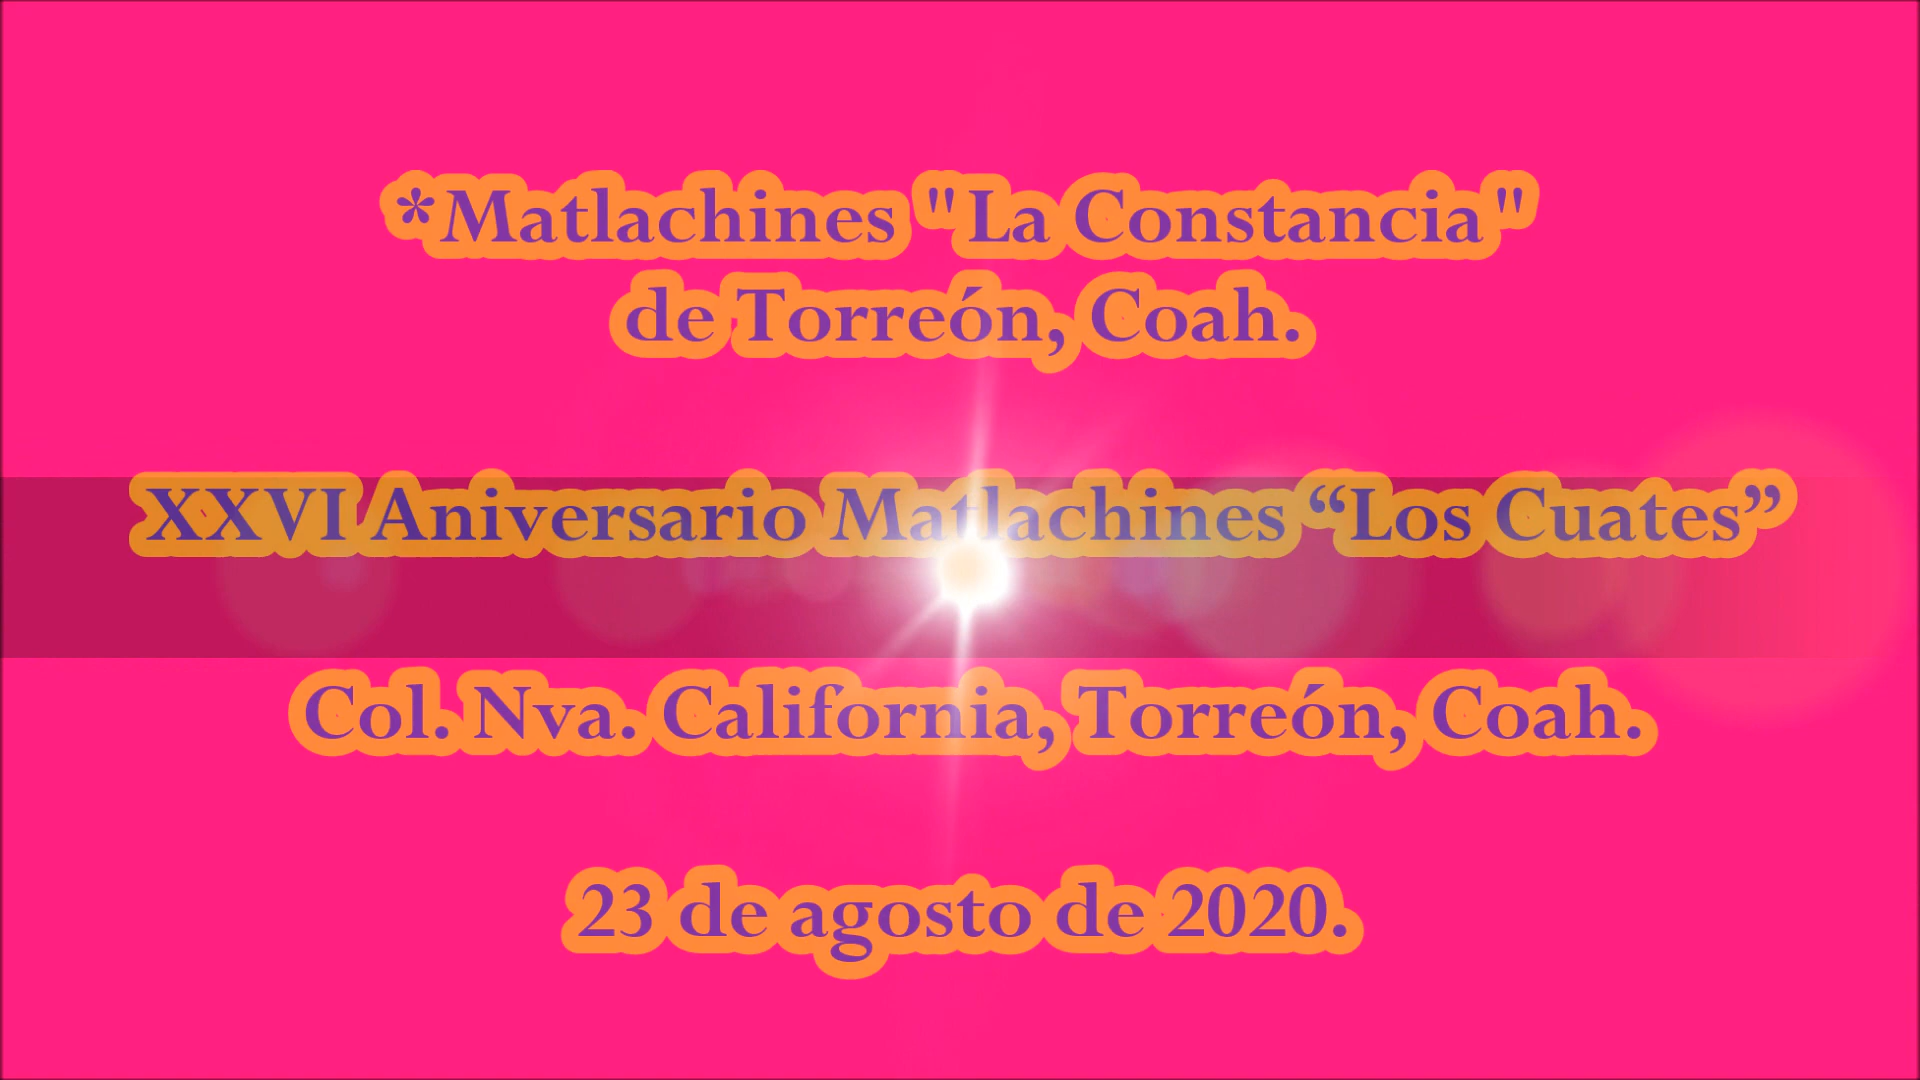 *Matlachines "La Constancia"
de Torreón, Coah.
XXVI Aniversario Matlachines “Los Cuates”
Col. Nva. California, Torreón, Coah.
23 de agosto de 2020.